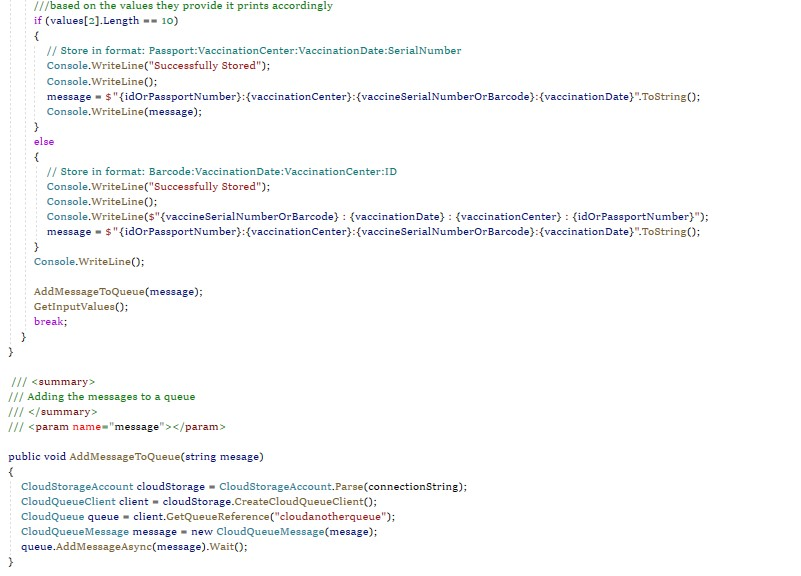 ///based on the values they provide it prints accordingly
if (values[2].Length == 10)
{
// Store in format: Passport:VaccinationCenter:VaccinationDate:SerialNumber
Console.WriteLine("Successfully Stored");
Console.WriteLine();
message = $"{idOrPassportNumber}:{vaccinationCenter}:{vaccineSerialNumberOrBarcode}:{vaccinationDate}".ToString();
Console.WriteLine(message);
}
else
{
// Store in format: Barcode:VaccinationDate:VaccinationCenter:ID
Console.WriteLine("Successfully Stored");
Console.WriteLine();
Console.WriteLine($"{vaccineSerialNumberOrBarcode} : {vaccinationDate} : {vaccinationCenter} : {idOrPassportNumber}");
message = $"{idOrPassportNumber}:{vaccinationCenter}:{vaccineSerialNumberOrBarcode}:{vaccinationDate}".ToString();
}
Console.WriteLine();
AddMessageToQueue(message);
GetInputValues();
break;
}
}
/// <summary>
/// Adding the messages to a queue
/// </summary>
/// <param name="message"></param>
public void AddMessageToQueue(string mesage)
{
CloudStorageAccount cloudStorage = CloudStorageAccount.Parse(connectionString);
CloudQueueClient client = cloudStorage.CreateCloudQueueClient();
CloudQueue queue = client.GetQueueReference("cloudanotherqueue");
CloudQueueMessage message = new CloudQueueMessage(mesage);
queue.AddMessageAsync(message).Wait();
}